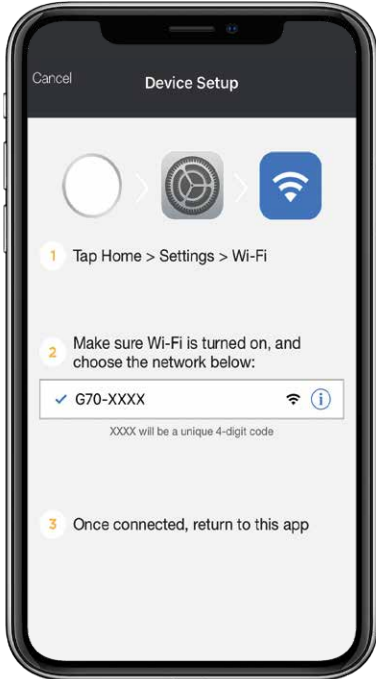 Cancel
Device Setup
1 Tap Home > Settings > Wi-Fi
2 Make sure Wi-Fi is turned on, and
choose the network below:
✓ G70-XXXX
XXXX will be a unique 4-digit code
3 Once connected, return to this app